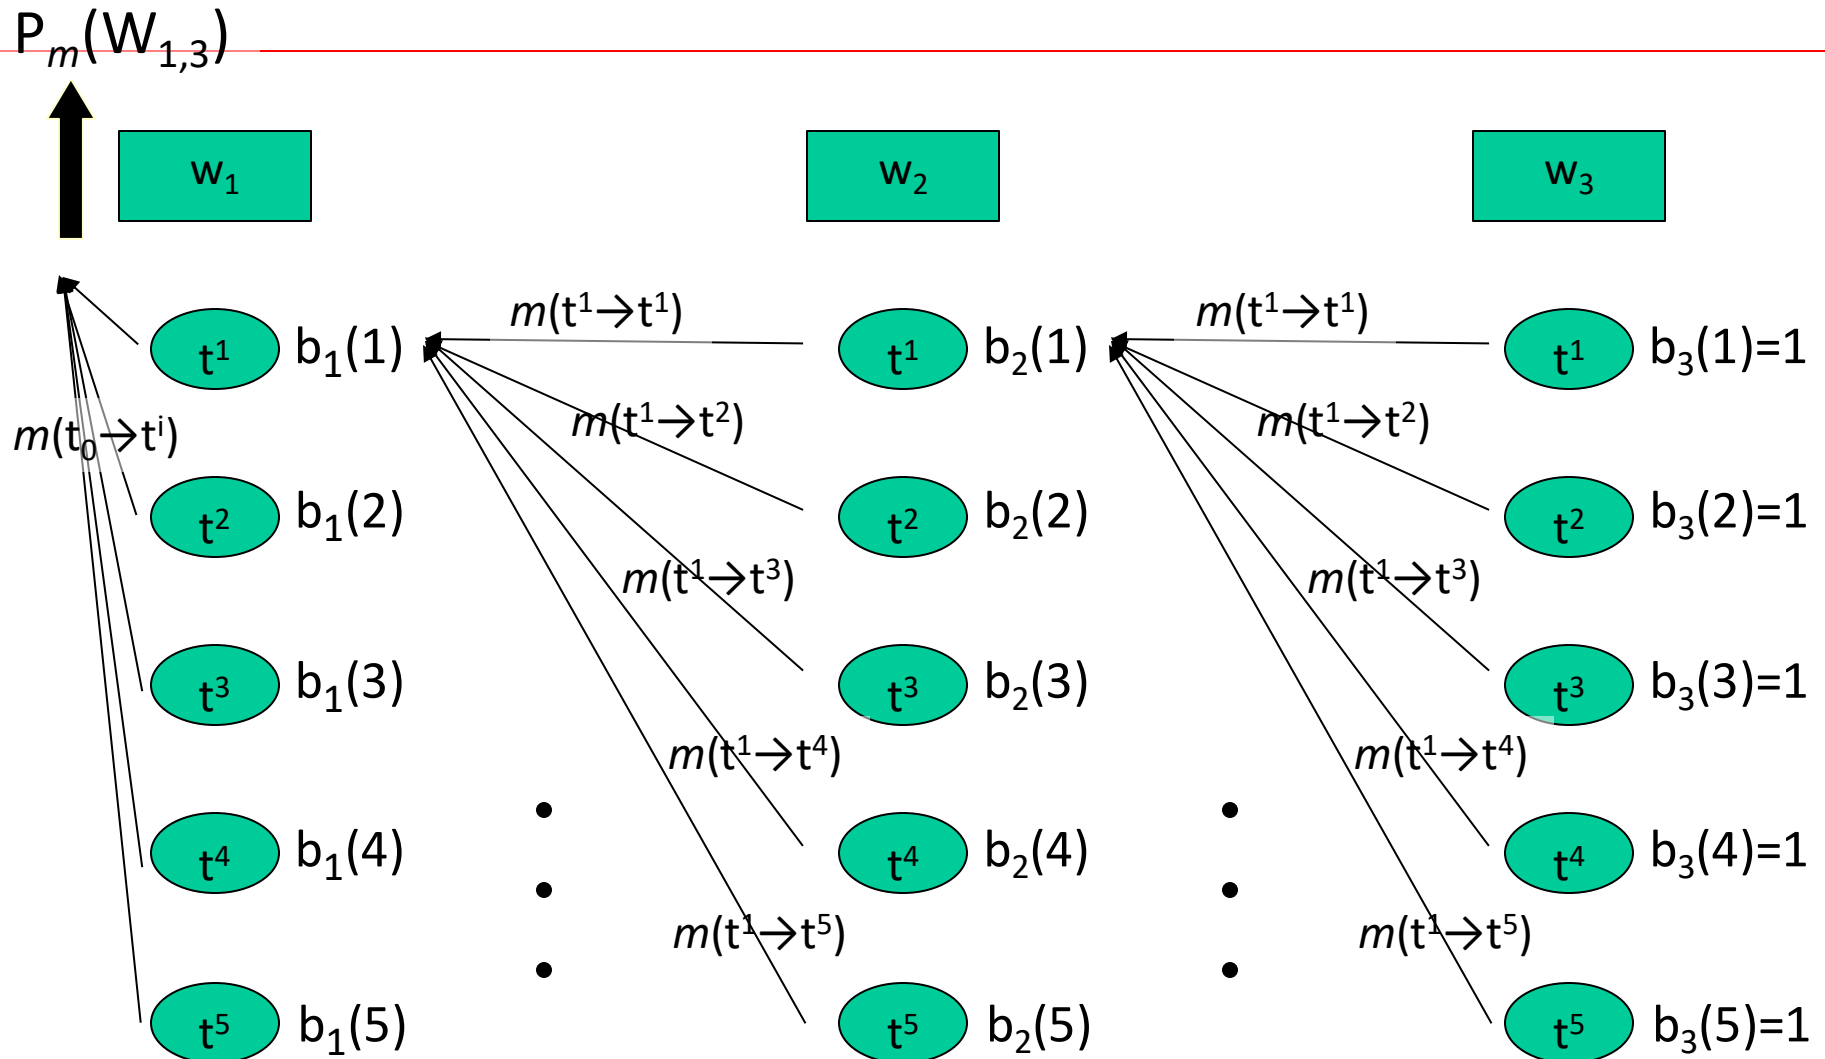 Pₘ(W₁,₃)
w₁ w₂ w₃
m(t¹→t¹) m(t¹→t¹)
t¹ b₁(1) t¹ b₂(1) t¹ b₃(1)=1
m(t₀→tⁱ) m(t¹→t²) m(t¹→t²)
t² b₁(2) t² b₂(2) t² b₃(2)=1
m(t¹→t³) m(t¹→t³)
t³ b₁(3) t³ b₂(3) t³ b₃(3)=1
m(t¹→t⁴) m(t¹→t⁴)
t⁴ b₁(4) t⁴ b₂(4) t⁴ b₃(4)=1
m(t¹→t⁵) m(t¹→t⁵)
t⁵ b₁(5) t⁵ b₂(5) t⁵ b₃(5)=1